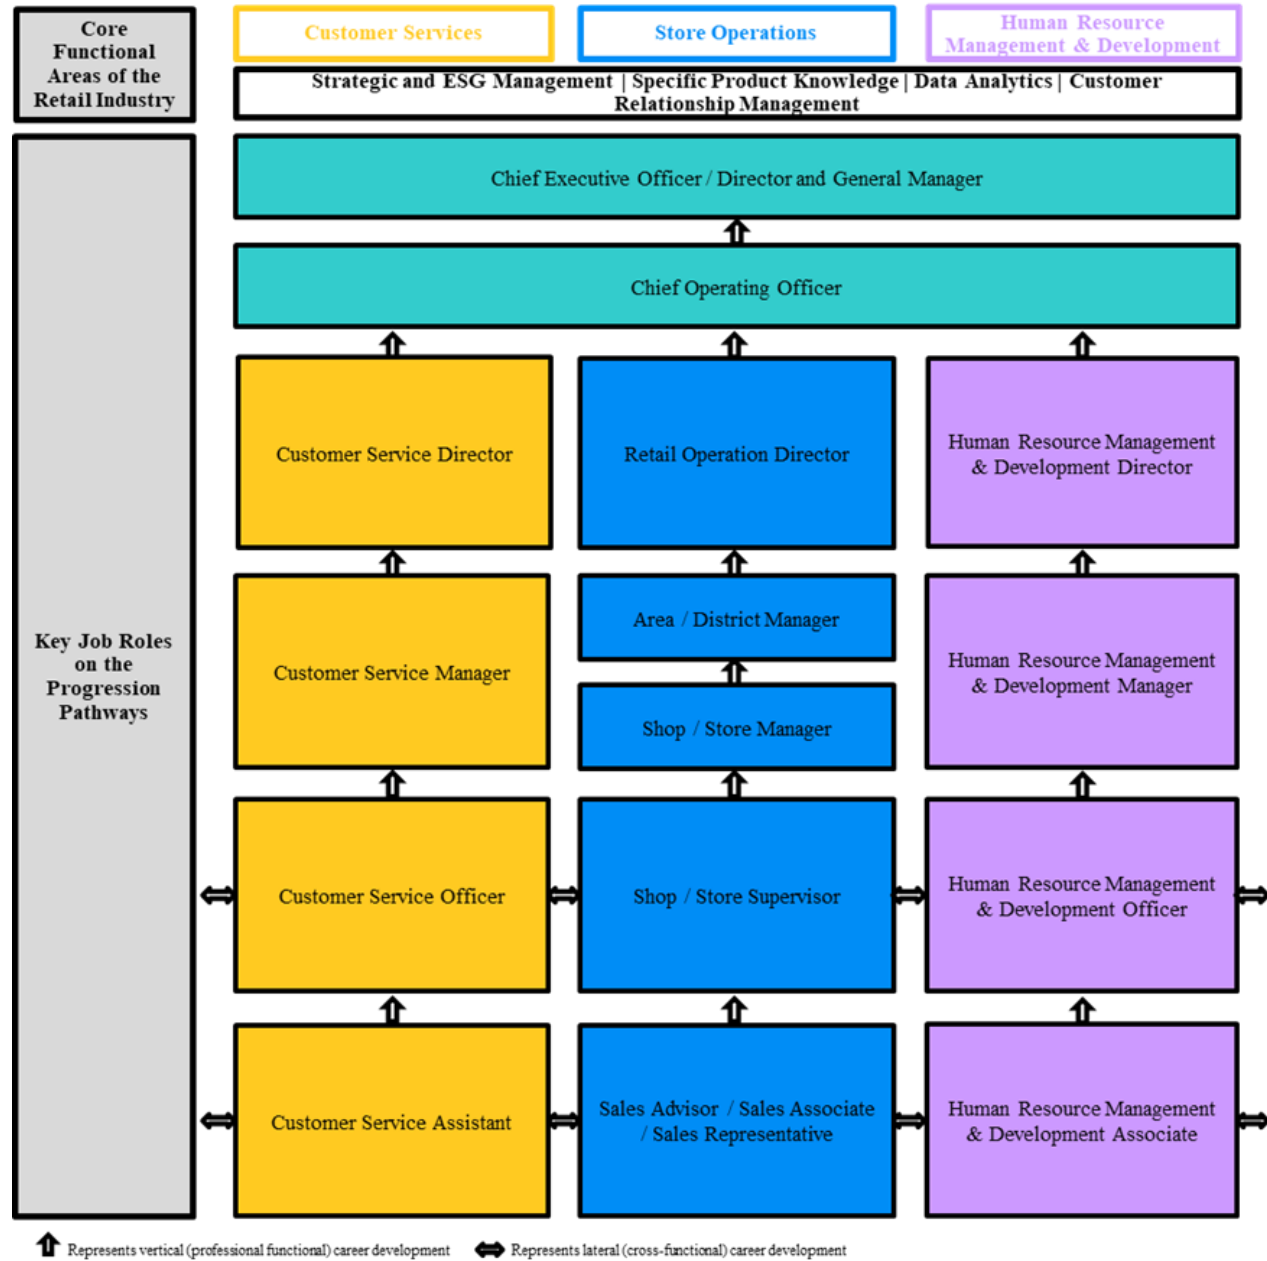 Core
Functional
Areas of the
Retail Industry
Customer Services
Store Operations
Human Resource
Management & Development
Strategic and ESG Management | Specific Product Knowledge | Data Analytics | Customer
Relationship Management
Key Job Roles
on the
Progression
Pathways
Chief Executive Officer / Director and General Manager
Chief Operating Officer
Customer Service Director
Retail Operation Director
Human Resource Management
& Development Director
Customer Service Manager
Area / District Manager
Shop / Store Manager
Human Resource Management
& Development Manager
Customer Service Officer
Shop / Store Supervisor
Human Resource Management
& Development Officer
Customer Service Assistant
Sales Advisor / Sales Associate
/ Sales Representative
Human Resource Management
& Development Associate
Represents vertical (professional functional) career development
Represents lateral (cross-functional) career development